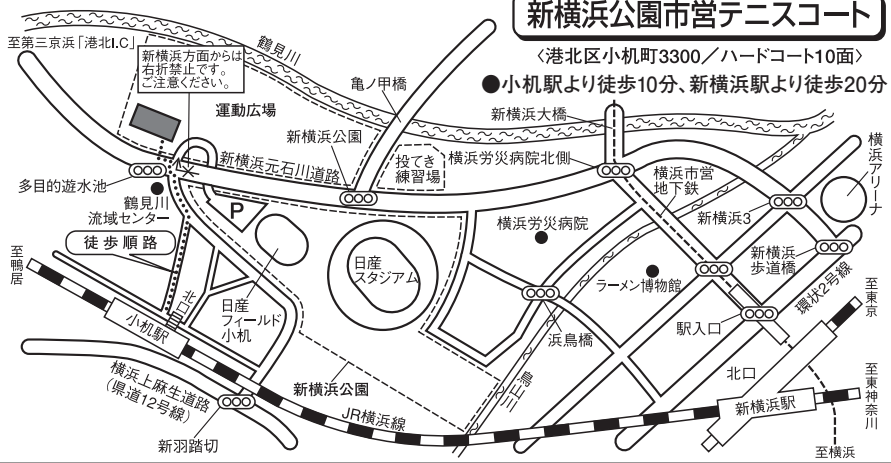 新横浜公園市営テニスコート
〈港北区小机町3300／ハードコート10面〉
●小机駅より徒歩10分、新横浜駅より徒歩20分
至第三京浜「港北I.C」
新横浜方面からは
右折禁止です。
ご注意ください。
鶴見川
亀ノ甲橋
運動広場
新横浜公園
新横浜大橋
新横浜元石川道路
投てき
練習場
横浜労災病院北側
横浜市営
地下鉄
横浜アリーナ
多目的遊水池
鶴見川
流域センター
P
新横浜3
徒歩順路
横浜労災病院
新横浜
歩道橋
至鴨居
日産
スタジアム
ラーメン博物館
環状2号線
至東京
北口
小机駅
日産
フィールド
小机
浜鳥橋
駅入口
鳥山川
北口
横浜上麻生道路
（県道12号線）
新横浜公園
新横浜駅
至東神奈川
JR横浜線
新羽踏切
至横浜